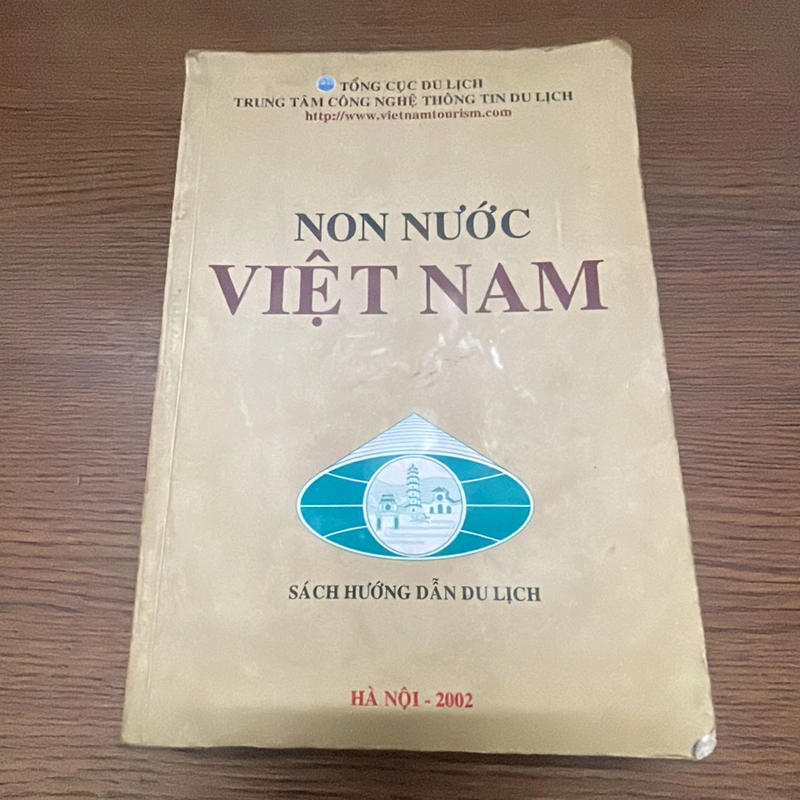 TỔNG CỤC DU LỊCH
TRUNG TÂM CÔNG NGHỆ THÔNG TIN DU LỊCH
http://www.vietnamtourism.com
NON NƯỚC
VIỆT NAM
SÁCH HƯỚNG DẪN DU LỊCH
HÀ NỘI - 2002